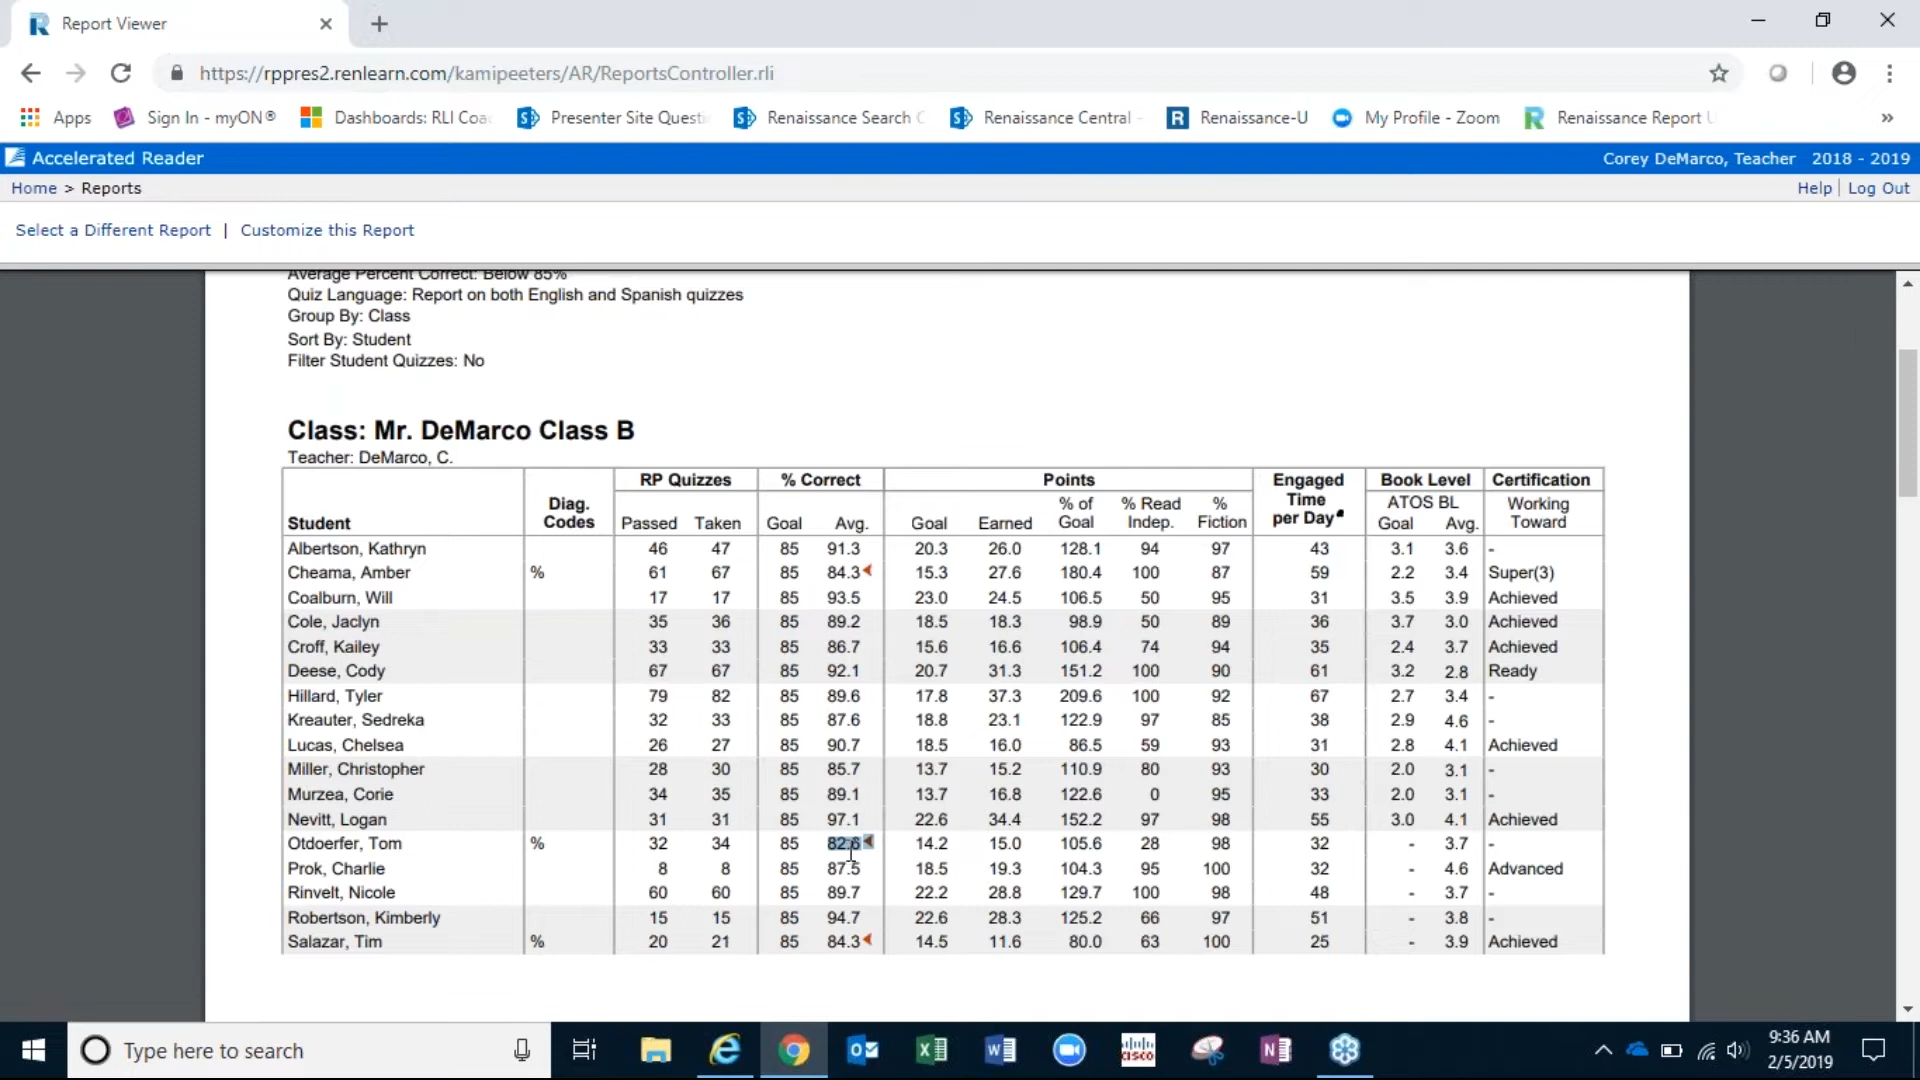 Report Viewer
https://rppres2.renlearn.com/kamipeeters/AR/ReportsController.rli
Apps Sign In - myON® Dashboards: RLI Coa Presenter Site Questi Renaissance Search Renaissance Central - Renaissance-U My Profile - Zoom Renaissance Report U »
Accelerated Reader Corey DeMarco, Teacher 2018 - 2019
Home > Reports Help | Log Out
Select a Different Report | Customize this Report
Average Percent Correct: Below 85%
Quiz Language: Report on both English and Spanish quizzes
Group By: Class
Sort By: Student
Filter Student Quizzes: No
Class: Mr. DeMarco Class B
Teacher: DeMarco, C.
RP Quizzes % Correct Points Engaged Time per Day Book Level Certification
Student Diag. Codes Passed Taken Goal Avg. Goal Earned % of Goal % Read Indep. % Fiction ATOS BL Goal Avg. Working Toward
Albertson, Kathryn 46 47 85 91.3 20.3 26.0 128.1 94 97 43 3.1 3.6 -
Cheama, Amber % 61 67 85 84.3 15.3 27.6 180.4 100 87 59 2.2 3.4 Super(3)
Coalburn, Will 17 17 85 93.5 23.0 24.5 106.5 50 95 31 3.5 3.9 Achieved
Cole, Jaclyn 35 36 85 89.2 18.5 18.3 98.9 50 89 36 3.7 3.0 Achieved
Croff, Kailey 33 33 85 86.7 15.6 16.6 106.4 74 94 35 2.4 3.7 Achieved
Deese, Cody 67 67 85 92.1 20.7 31.3 151.2 100 90 61 3.2 2.8 Ready
Hillard, Tyler 79 82 85 89.6 17.8 37.3 209.6 100 92 67 2.7 3.4 -
Kreauter, Sedreka 32 33 85 87.6 18.8 23.1 122.9 97 85 38 2.9 4.6 -
Lucas, Chelsea 26 27 85 90.7 18.5 16.0 86.5 59 93 31 2.8 4.1 Achieved
Miller, Christopher 28 30 85 85.7 13.7 15.2 110.9 80 93 30 2.0 3.1 -
Murzea, Corie 34 35 85 89.1 13.7 16.8 122.6 0 95 33 2.0 3.1 -
Nevitt, Logan 31 31 85 97.1 22.6 34.4 152.2 97 98 55 3.0 4.1 Achieved
Otdoerfer, Tom % 32 34 85 82.6 14.2 15.0 105.6 28 98 32 - 3.7 -
Prok, Charlie 8 8 85 87.5 18.5 19.3 104.3 95 100 32 - 4.6 Advanced
Rinvelt, Nicole 60 60 85 89.7 22.2 28.8 129.7 100 98 48 - 3.7 -
Robertson, Kimberly 15 15 85 94.7 22.6 28.3 125.2 66 97 51 - 3.8 -
Salazar, Tim % 20 21 85 84.3 14.5 11.6 80.0 63 100 25 - 3.9 Achieved
Type here to search
cisco
9:36 AM
2/5/2019